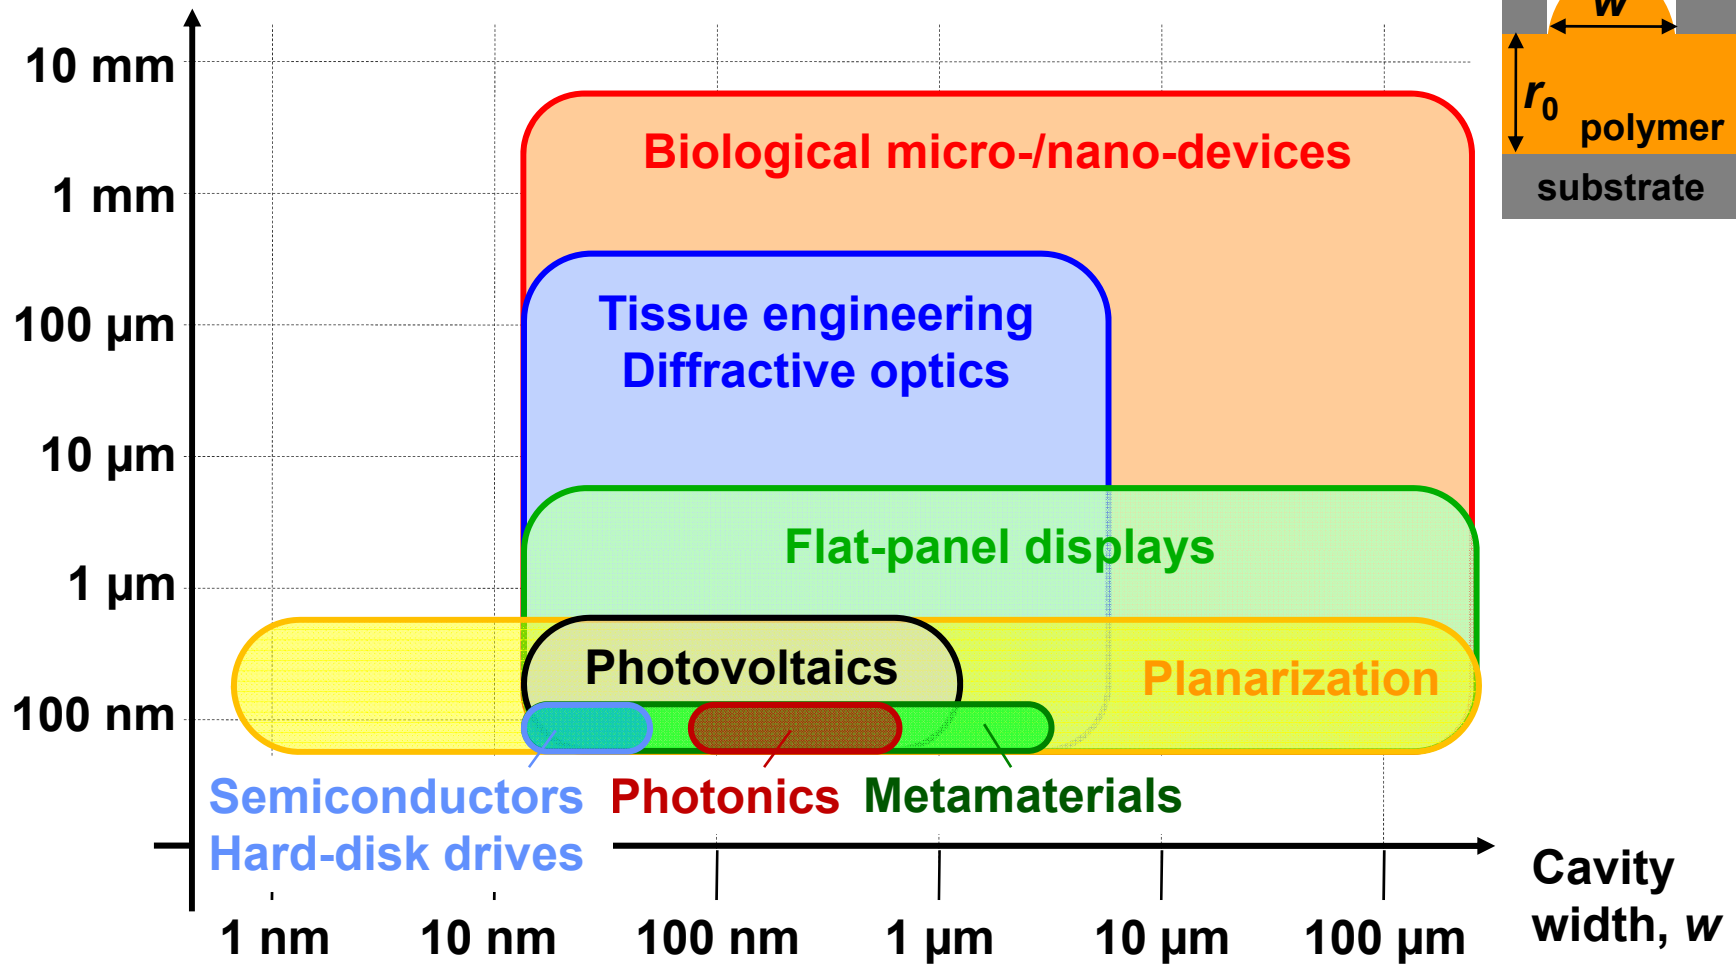 w
10 mm
r0
polymer
Biological micro-/nano-devices
1 mm
substrate
Tissue engineering
100 µm
Diffractive optics
10 µm
Flat-panel displays
1 µm
Photovoltaics
Planarization
100 nm
Semiconductors
Photonics
Metamaterials
Hard-disk drives
Cavity
width, w
1 nm
10 nm
100 nm
1 µm
10 µm
100 µm